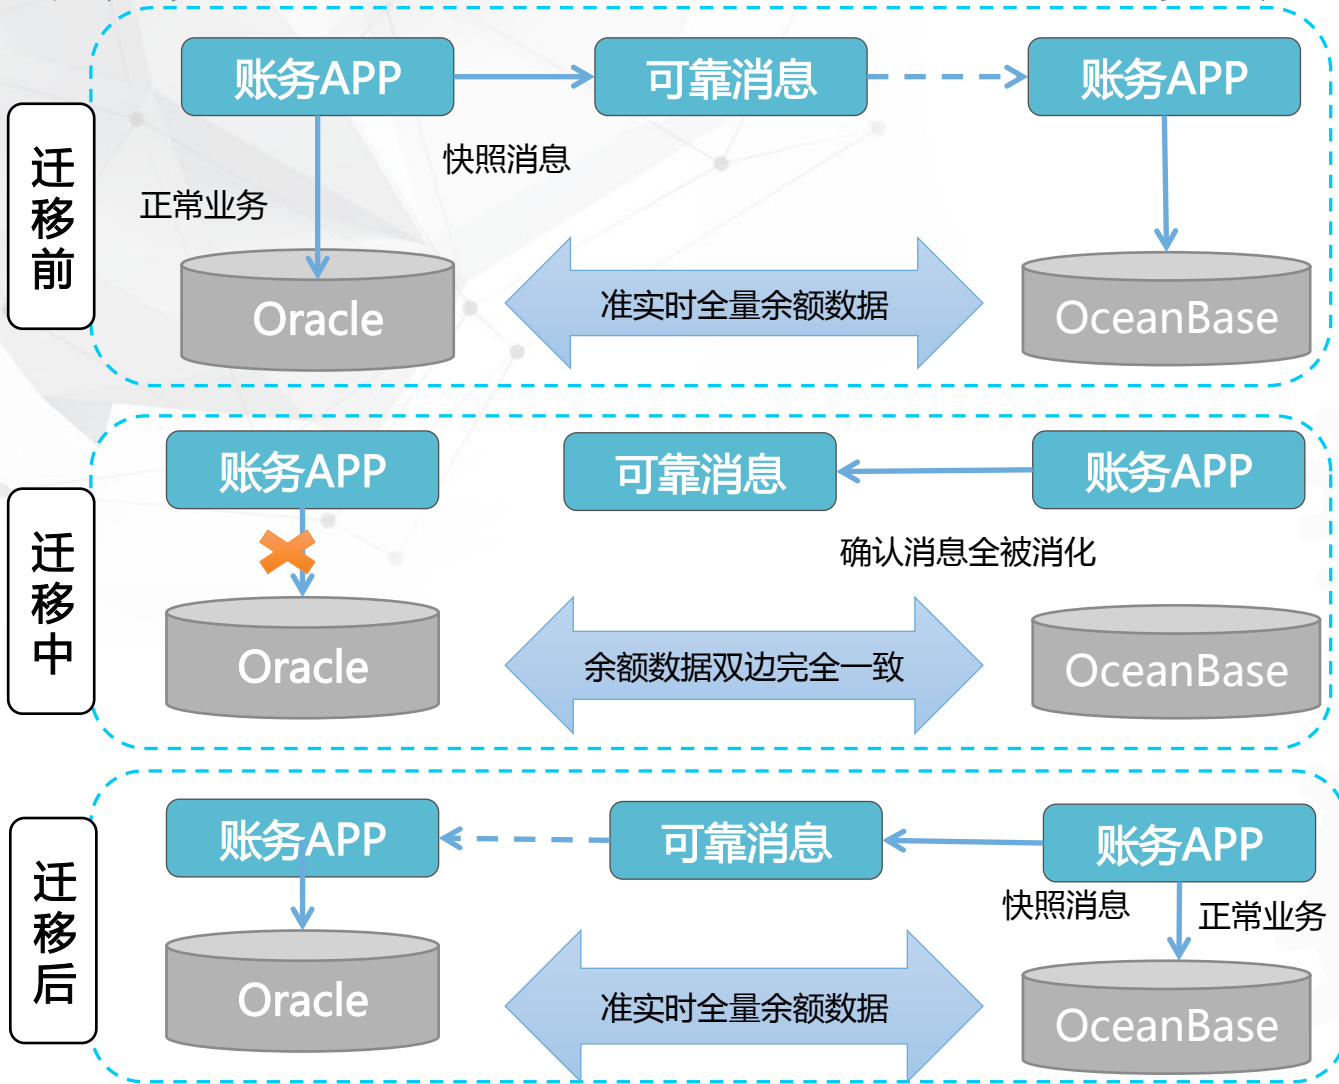 迁移前
账务APP
可靠消息
账务APP
快照消息
正常业务
Oracle
准实时全量余额数据
OceanBase
迁移中
账务APP
可靠消息
账务APP
确认消息全被消化
Oracle
余额数据双边完全一致
OceanBase
迁移后
账务APP
可靠消息
账务APP
快照消息
正常业务
Oracle
准实时全量余额数据
OceanBase